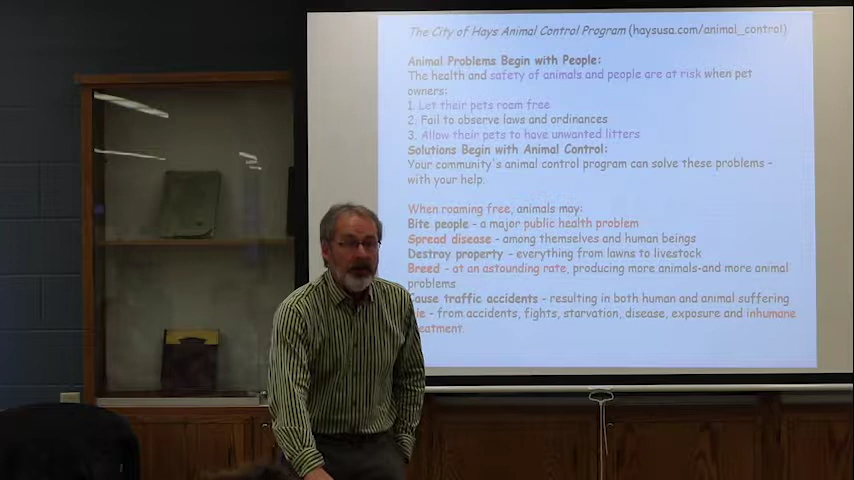 The City of Hays Animal Control Program (haysusa.com/animal_control)
Animal Problems Begin with People:
The health and safety of animals and people are at risk when pet
owners:
1. Let their pets roam free
2. Fail to observe laws and ordinances
3. Allow their pets to have unwanted litters
Solutions Begin with Animal Control:
Your community's animal control program can solve these problems -
with your help.
When roaming free, animals may:
Bite people - a major public health problem
Spread disease - among themselves and human beings
Destroy property - everything from lawns to livestock
Breed - at an astounding rate, producing more animals-and more animal
problems
Cause traffic accidents - resulting in both human and animal suffering
ie - from accidents, fights, starvation, disease, exposure and inhumane
reatment.